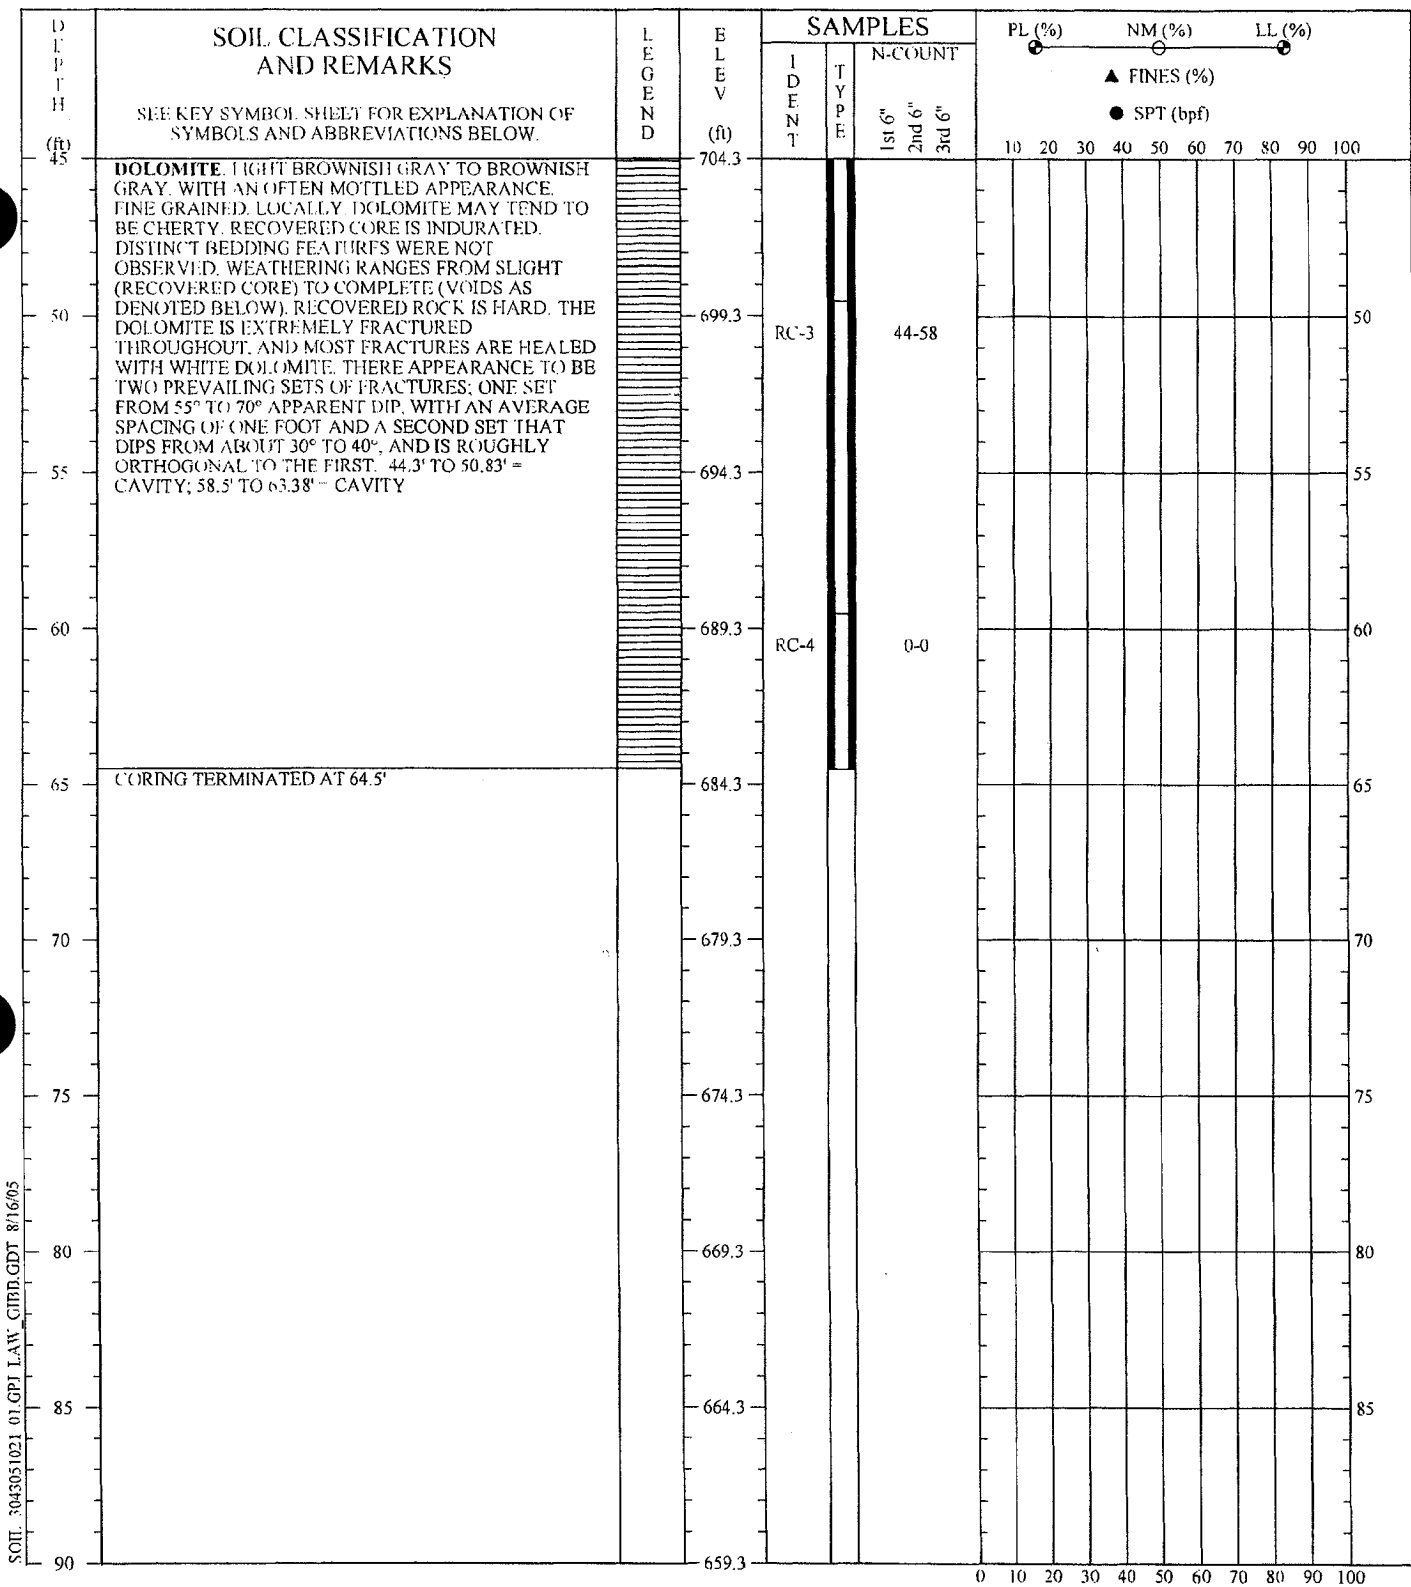 DEPTH (ft)
SOIL CLASSIFICATION
AND REMARKS
SEE KEY SYMBOL SHEET FOR EXPLANATION OF
SYMBOLS AND ABBREVIATIONS BELOW.
LEGEND
ELEV (ft)
SAMPLES
IDENT
TYPE
N-COUNT
1st 6"
2nd 6"
3rd 6"
PL (%) NM (%) LL (%)
▲ FINES (%)
● SPT (bpf)
10 20 30 40 50 60 70 80 90 100
45
704.3
DOLOMITE. LIGHT BROWNISH GRAY TO BROWNISH
GRAY, WITH AN OFTEN MOTTLED APPEARANCE,
FINE GRAINED. LOCALLY, DOLOMITE MAY TEND TO
BE CHERTY. RECOVERED CORE IS INDURATED.
DISTINCT BEDDING FEATURES WERE NOT
OBSERVED. WEATHERING RANGES FROM SLIGHT
(RECOVERED CORE) TO COMPLETE (VOIDS AS
DENOTED BELOW). RECOVERED ROCK IS HARD. THE
DOLOMITE IS EXTREMELY FRACTURED
THROUGHOUT, AND MOST FRACTURES ARE HEALED
WITH WHITE DOLOMITE. THERE APPEARANCE TO BE
TWO PREVAILING SETS OF FRACTURES; ONE SET
FROM 55° TO 70° APPARENT DIP, WITH AN AVERAGE
SPACING OF ONE FOOT AND A SECOND SET THAT
DIPS FROM ABOUT 30° TO 40°, AND IS ROUGHLY
ORTHOGONAL TO THE FIRST. 44.3' TO 50.83' =
CAVITY; 58.5' TO 63.38' = CAVITY
50 699.3 50
RC-3 44-58
55 694.3 55
60 689.3 60
RC-4 0-0
CORING TERMINATED AT 64.5'
65 684.3 65
70 679.3 70
75 674.3 75
80 669.3 80
85 664.3 85
90 659.3
0 10 20 30 40 50 60 70 80 90 100
SOIL 3043051021_01.GPJ LAW_GIBB.GDT 8/16/05